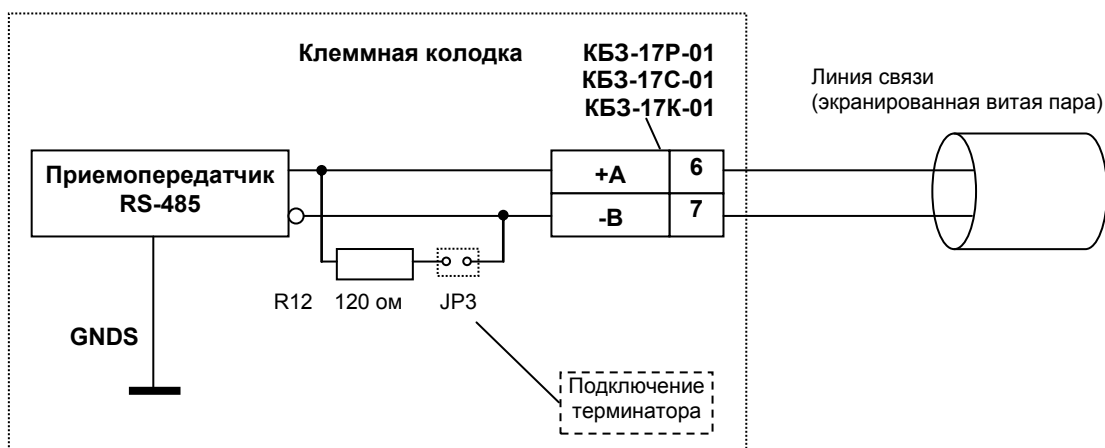 Клеммная колодка
КБЗ-17Р-01
КБЗ-17С-01
КБЗ-17К-01
Линия связи
(экранированная витая пара)
Приемопередатчик
RS-485
+A
6
-B
7
R12
120 ом
JP3
GNDS
Подключение
терминатора